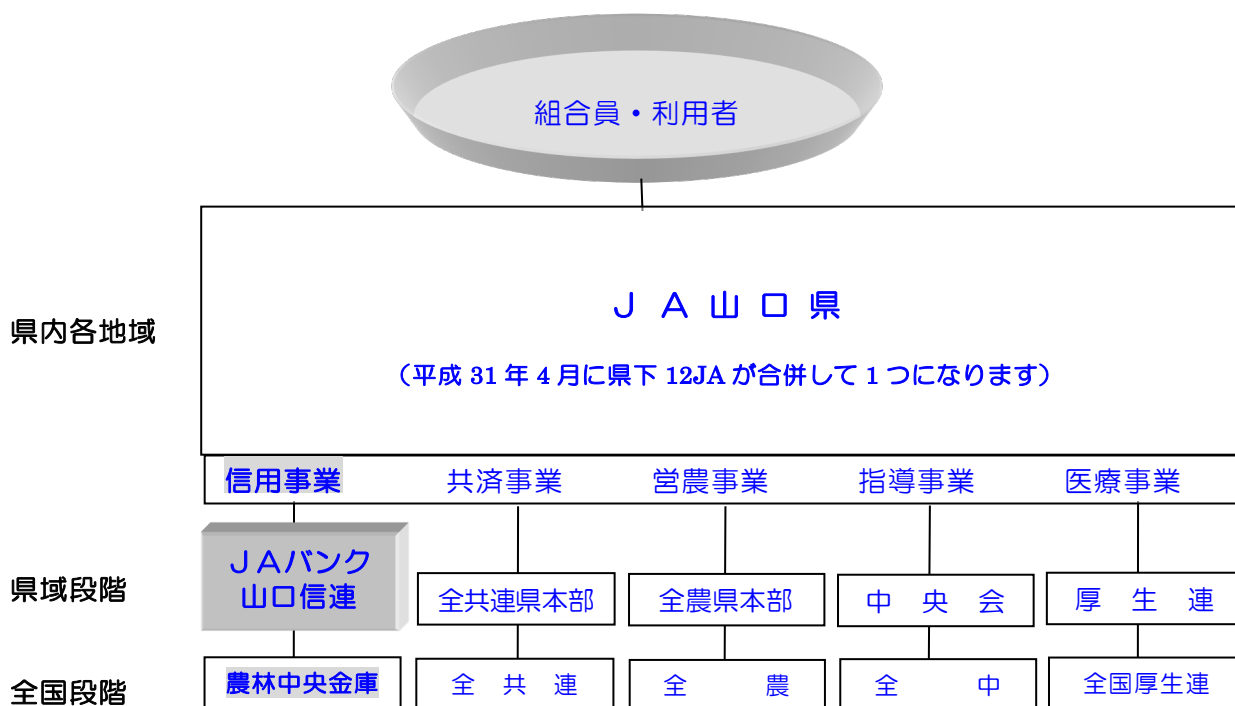 組合員・利用者
県内各地域
ＪＡ山口県
（平成 31 年 4 月に県下 12JA が合併して 1 つになります）
信用事業 共済事業 営農事業 指導事業 医療事業
県域段階
ＪＡバンク
山口信連
全共連県本部 全農県本部 中央会 厚生連
全国段階
農林中央金庫 全共連 全農 全中 全国厚生連